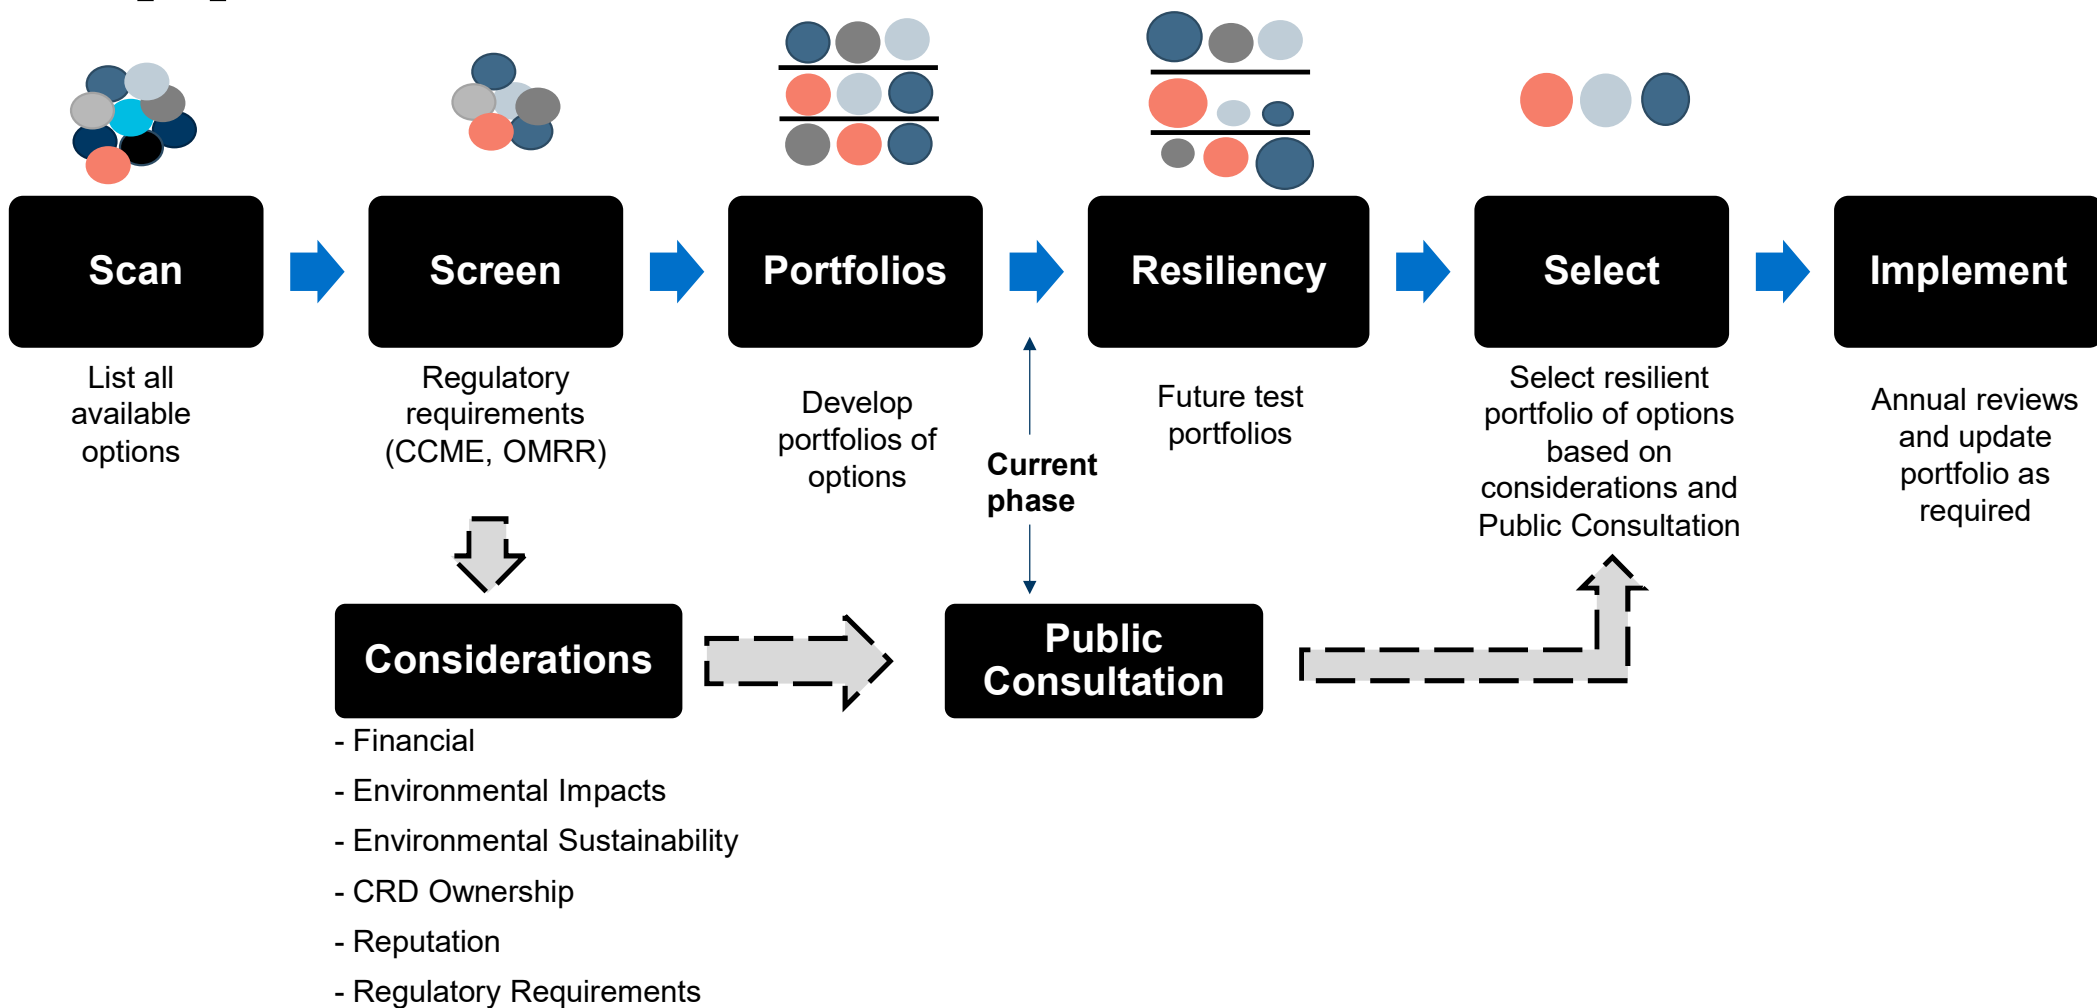 Scan
Screen
Portfolios
Resiliency
Select
Implement
List all
available
options
Regulatory
requirements
(CCME, OMRR)
Develop
portfolios of
options
Current
phase
Future test
portfolios
Select resilient
portfolio of options
based on
considerations and
Public Consultation
Annual reviews
and update
portfolio as
required
Considerations
Public
Consultation
- Financial
- Environmental Impacts
- Environmental Sustainability
- CRD Ownership
- Reputation
- Regulatory Requirements